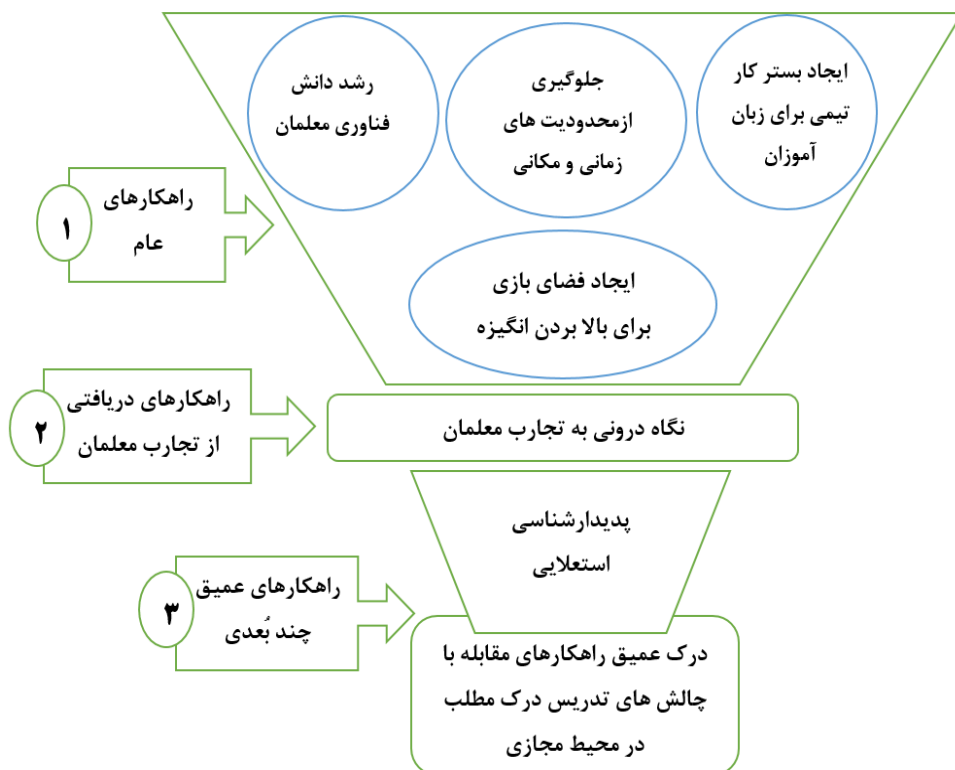 ایجاد بستر کار
تیمی برای زبان
آموزان
جلوگیری
ازمحدودیت های
زمانی و مکانی
رشد دانش
فناوری معلمان
ایجاد فضای بازی
برای بالا بردن انگیزه
۱
راهکارهای
عام
نگاه درونی به تجارب معلمان
۲
راهکارهای دریافتی
از تجارب معلمان
پدیدارشناسی
استعلایی
۳
راهکارهای عمیق
چند بُعدی
درک عمیق راهکارهای مقابله با
چالش های تدریس درک مطلب
در محیط مجازی